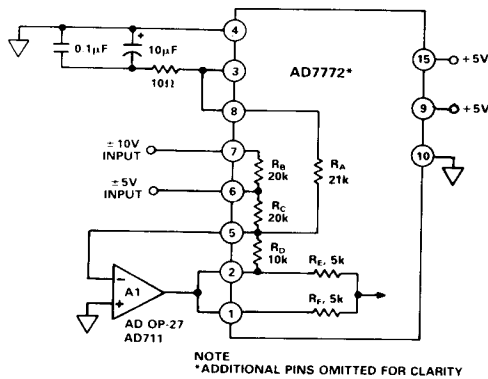 4
+
0.1µF
10µF
10Ω
3
8
AD7772*
15
+5V
9
+5V
10
±10V
INPUT
7
RB
20k
RA
21k
±5V
INPUT
6
RC
20k
5
RD
10k
2
RE, 5k
−
A1
+
1
RF, 5k
AD OP-27
AD711
NOTE
*ADDITIONAL PINS OMITTED FOR CLARITY